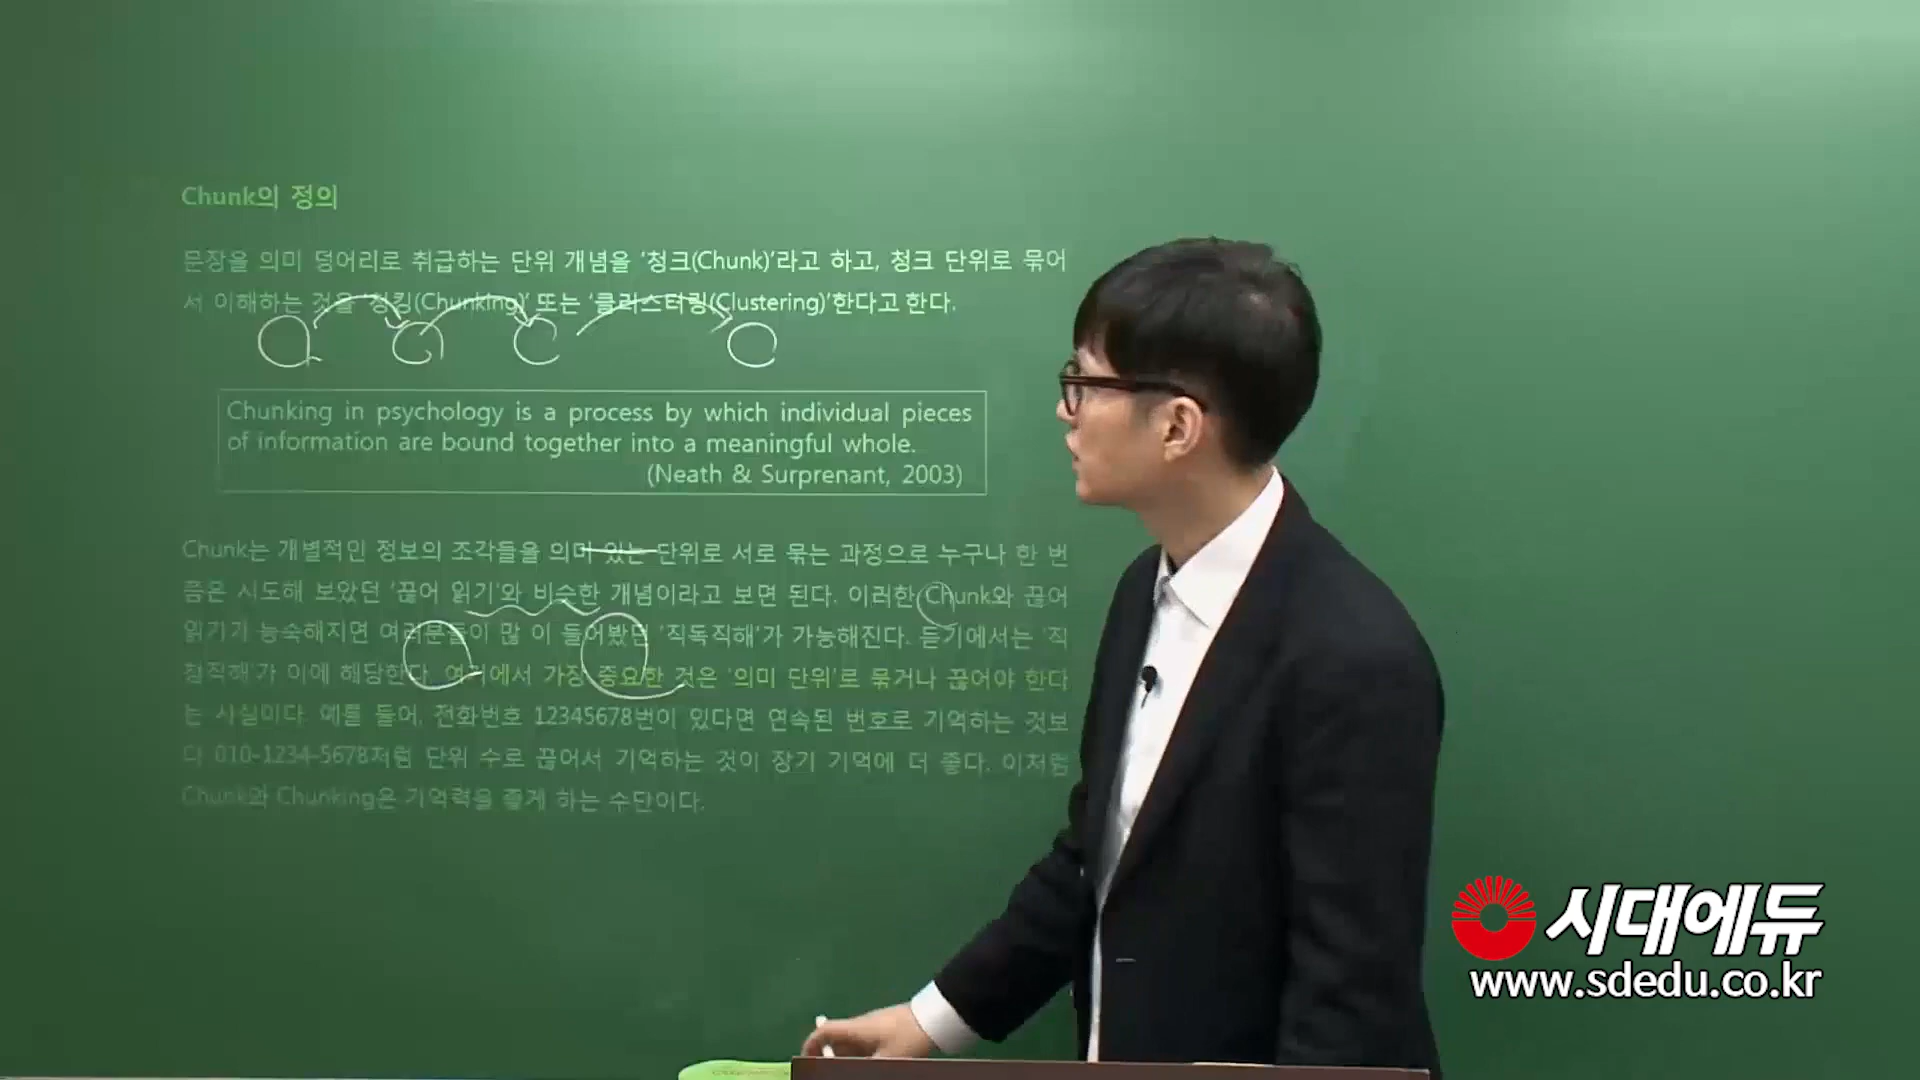 Chunk의 정의
문장을 의미 덩어리로 취급하는 단위 개념을 '청크(Chunk)'라고 하고, 청크 단위로 묶어
서 이해하는 것을 '청킹(Chunking)' 또는 '클러스터링(Clustering)'한다고 한다.
Chunking in psychology is a process by which individual pieces
of information are bound together into a meaningful whole.
(Neath & Surprenant, 2003)
Chunk는 개별적인 정보의 조각들을 의미 있는 단위로 서로 묶는 과정으로 누구나 한 번
쯤은 시도해 보았던 '끊어 읽기'와 비슷한 개념이라고 보면 된다. 이러한 Chunk와 끊어
읽기가 능숙해지면 여러분들이 많 이 들어봤던 '직독직해'가 가능해진다. 듣기에서는 '직
청직해'가 이에 해당한다. 여기에서 가장 중요한 것은 '의미 단위'로 묶거나 끊어야 한다
는 사실이다. 예를 들어, 전화번호 12345678번이 있다면 연속된 번호로 기억하는 것보
다 010-1234-5678처럼 단위 수로 끊어서 기억하는 것이 장기 기억에 더 좋다. 이처럼
Chunk와 Chunking은 기억력을 좋게 하는 수단이다.
시대에듀
www.sdedu.co.kr